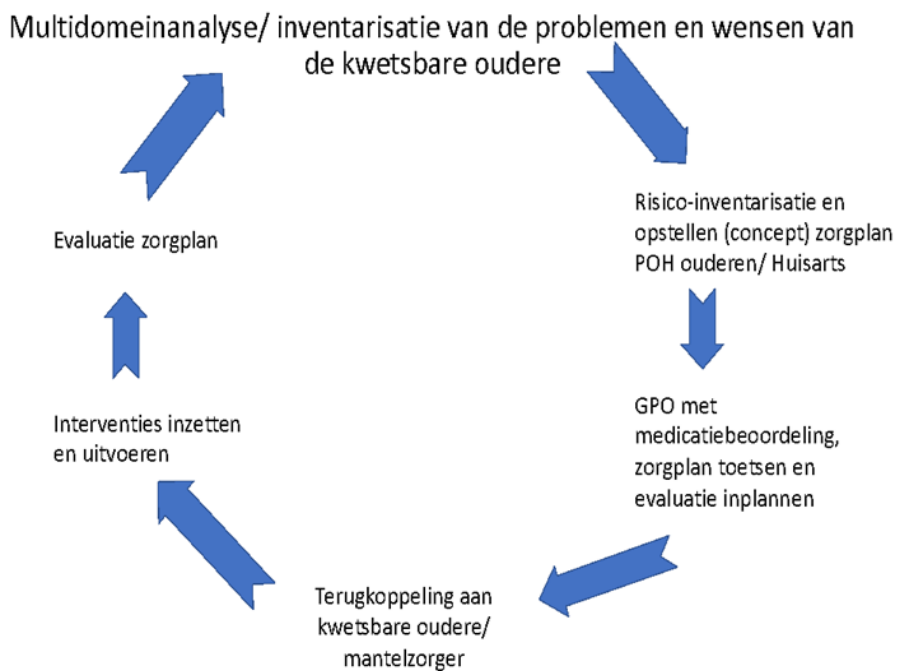 Multidomeinanalyse/ inventarisatie van de problemen en wensen van
de kwetsbare oudere
Risico-inventarisatie en
opstellen (concept) zorgplan
POH ouderen/ Huisarts
GPO met
medicatiebeoordeling,
zorgplan toetsen en
evaluatie inplannen
Terugkoppeling aan
kwetsbare oudere/
mantelzorger
Interventies inzetten
en uitvoeren
Evaluatie zorgplan